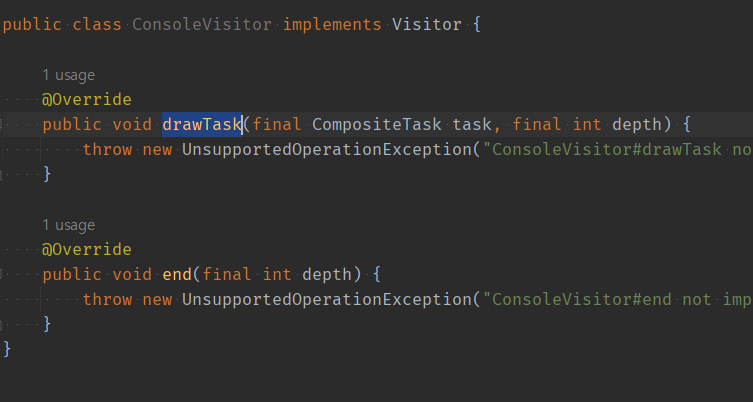 public class ConsoleVisitor implements Visitor {
1 usage
@Override
public void drawTask(final CompositeTask task, final int depth) {
throw new UnsupportedOperationException("ConsoleVisitor#drawTask no
}
1 usage
@Override
public void end(final int depth) {
throw new UnsupportedOperationException("ConsoleVisitor#end not imp
}
}